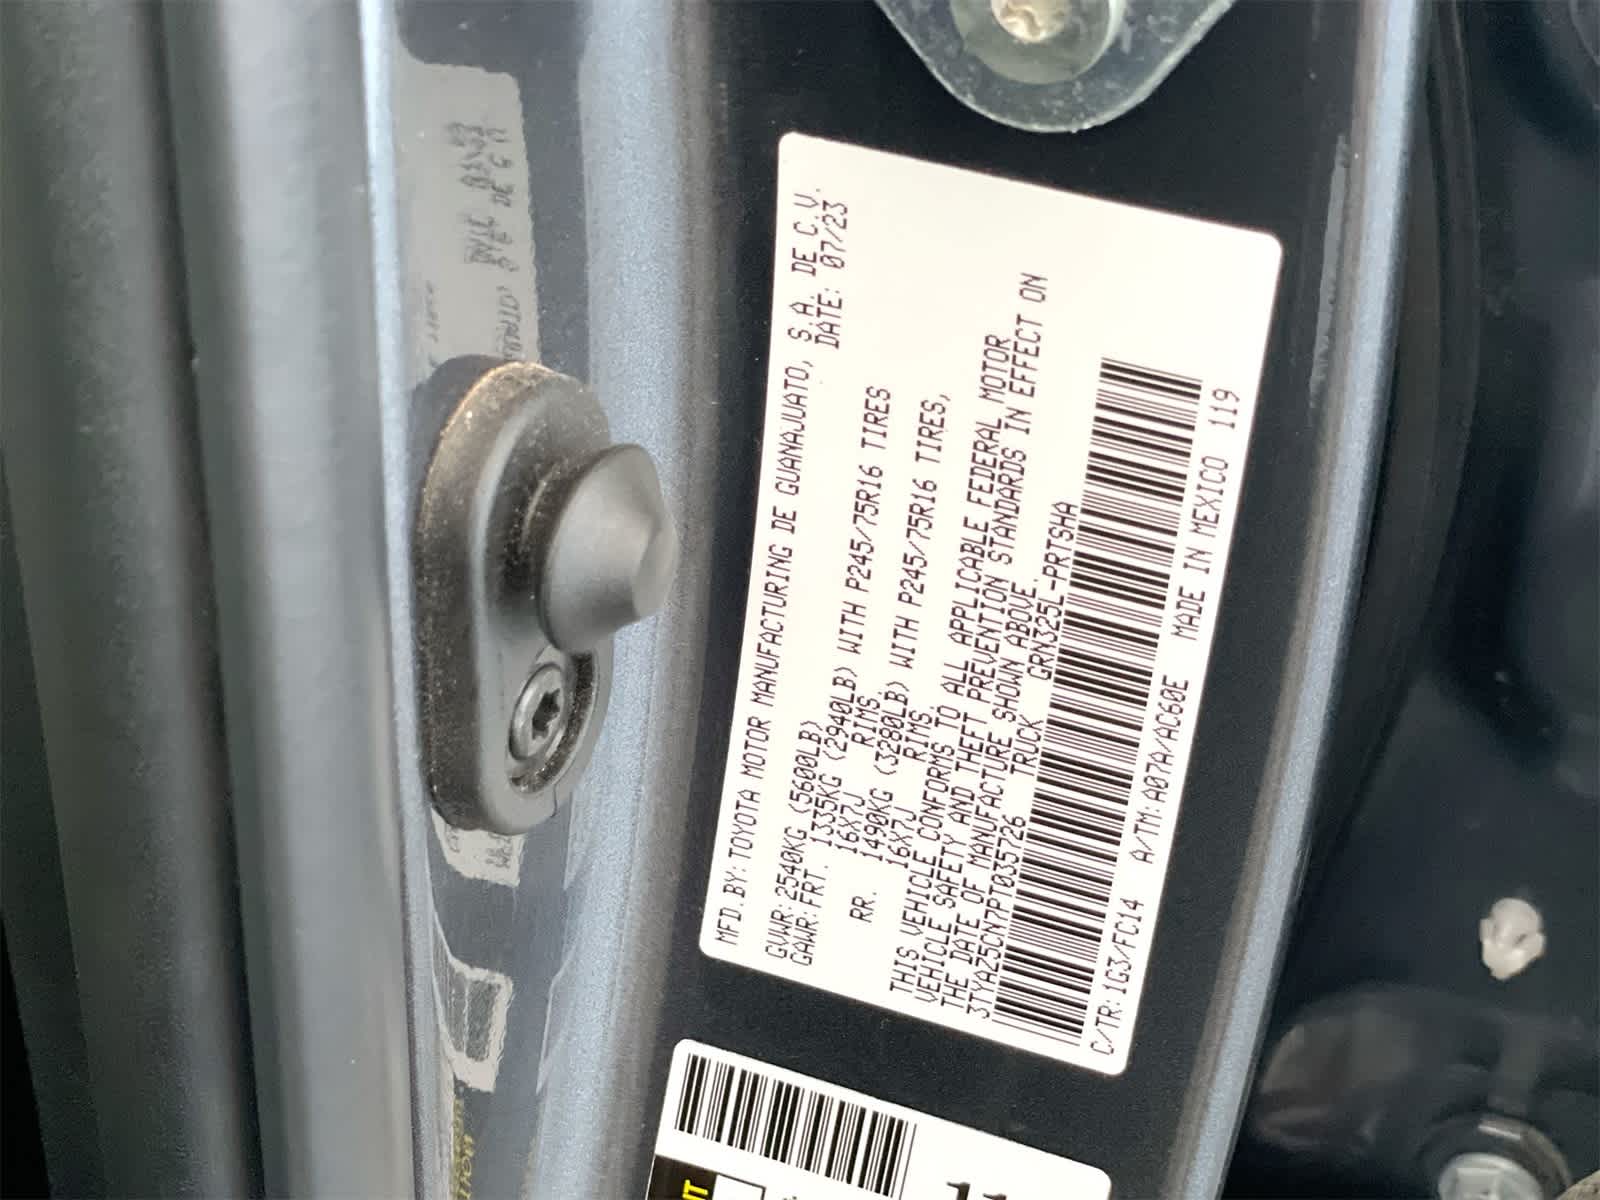 MFD.BY:TOYOTA MOTOR MANUFACTURING DE GUANAJUATO, S.A. DE C.V.
DATE: 07/23
GVWR:2540KG (5600LB)
GAWR:FRT. 1335KG (2940LB) WITH P245/75R16 TIRES
16X7J RIMS,
RR. 1490KG (3280LB) WITH P245/75R16 TIRES,
16X7J RIMS.
THIS VEHICLE CONFORMS TO ALL APPLICABLE FEDERAL MOTOR
VEHICLE SAFETY AND THEFT PREVENTION STANDARDS IN EFFECT ON
THE DATE OF MANUFACTURE SHOWN ABOVE.
3TYAZ5CN7PT035726 TRUCK GRN325L-PRTSHA
C/TR:1G3/FC14 A/TM:A07A/AC60E MADE IN MEXICO 119